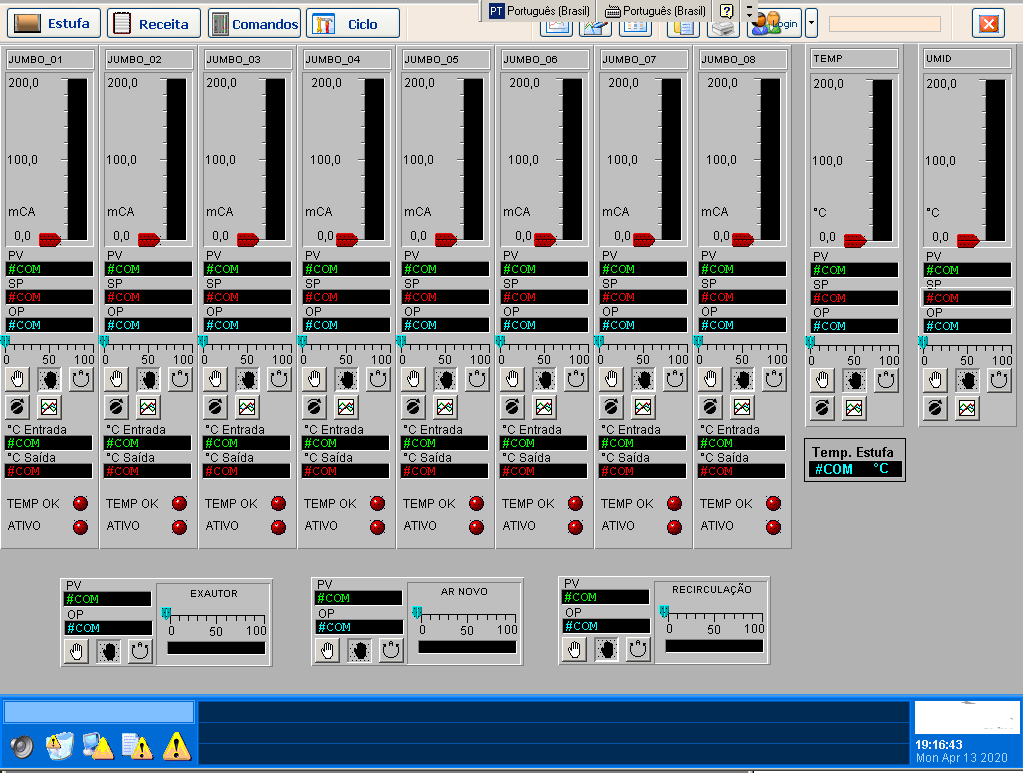 PT Português (Brasil) Português (Brasil) ?
Estufa Receita Comandos Ciclo Login
JUMBO_01 JUMBO_02 JUMBO_03 JUMBO_04 JUMBO_05 JUMBO_06 JUMBO_07 JUMBO_08 TEMP UMID
200,0 200,0 200,0 200,0 200,0 200,0 200,0 200,0 200,0 200,0
100,0 100,0 100,0 100,0 100,0 100,0 100,0 100,0 100,0 100,0
mCA mCA mCA mCA mCA mCA mCA mCA °C °C
0,0 0,0 0,0 0,0 0,0 0,0 0,0 0,0 0,0 0,0
PV PV PV PV PV PV PV PV PV PV
#COM #COM #COM #COM #COM #COM #COM #COM #COM #COM
SP SP SP SP SP SP SP SP SP SP
#COM #COM #COM #COM #COM #COM #COM #COM #COM #COM
OP OP OP OP OP OP OP OP OP OP
#COM #COM #COM #COM #COM #COM #COM #COM #COM #COM
0 50 100 0 50 100 0 50 100 0 50 100 0 50 100 0 50 100 0 50 100 0 50 100 0 50 100 0 50 100
°C Entrada °C Entrada °C Entrada °C Entrada °C Entrada °C Entrada °C Entrada °C Entrada
#COM #COM #COM #COM #COM #COM #COM #COM
°C Saída °C Saída °C Saída °C Saída °C Saída °C Saída °C Saída °C Saída
#COM #COM #COM #COM #COM #COM #COM #COM
Temp. Estufa
#COM °C
TEMP OK TEMP OK TEMP OK TEMP OK TEMP OK TEMP OK TEMP OK TEMP OK
ATIVO ATIVO ATIVO ATIVO ATIVO ATIVO ATIVO ATIVO
PV EXAUTOR
#COM
OP
#COM
0 50 100
PV AR NOVO
#COM
OP
#COM
0 50 100
PV RECIRCULAÇÃO
#COM
OP
#COM
0 50 100
19:16:43
Mon Apr 13 2020